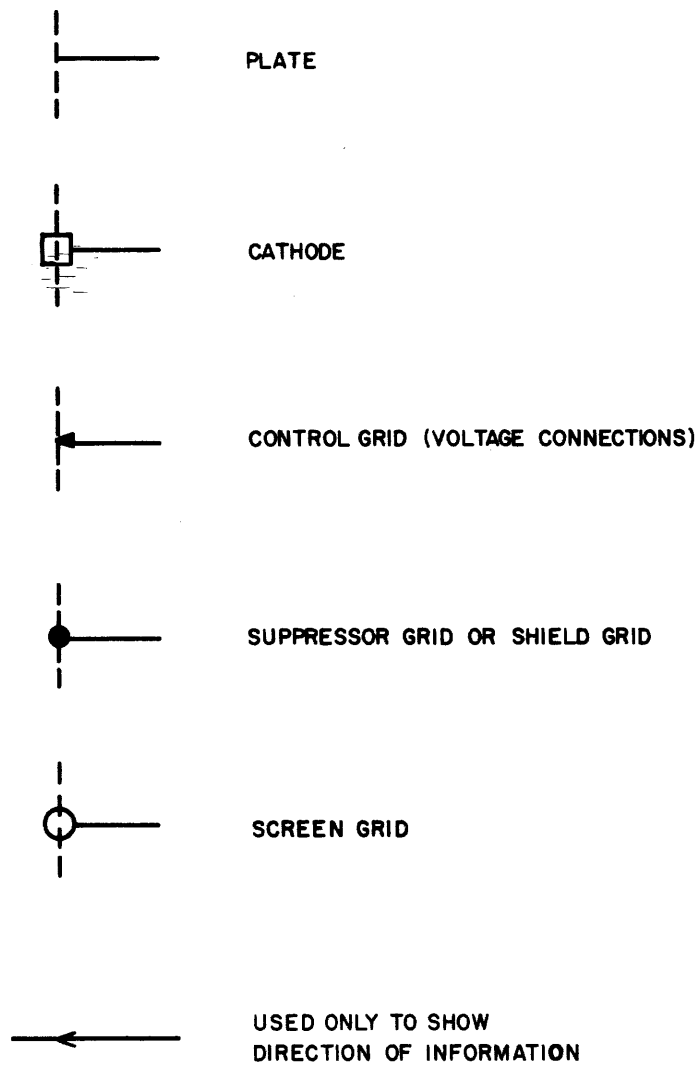 PLATE
CATHODE
CONTROL GRID (VOLTAGE CONNECTIONS)
SUPPRESSOR GRID OR SHIELD GRID
SCREEN GRID
USED ONLY TO SHOW
DIRECTION OF INFORMATION